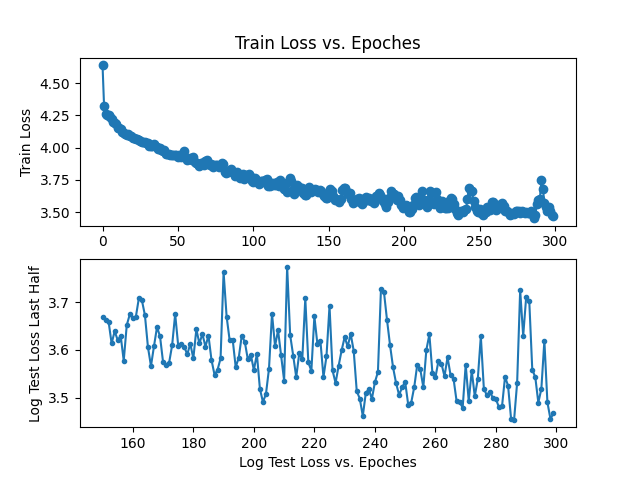 Train Loss vs. Epoches
Train Loss
4.50
4.25
4.00
3.75
3.50
0 50 100 150 200 250 300
Log Test Loss Last Half
3.7
3.6
3.5
160 180 200 220 240 260 280 300
Log Test Loss vs. Epoches